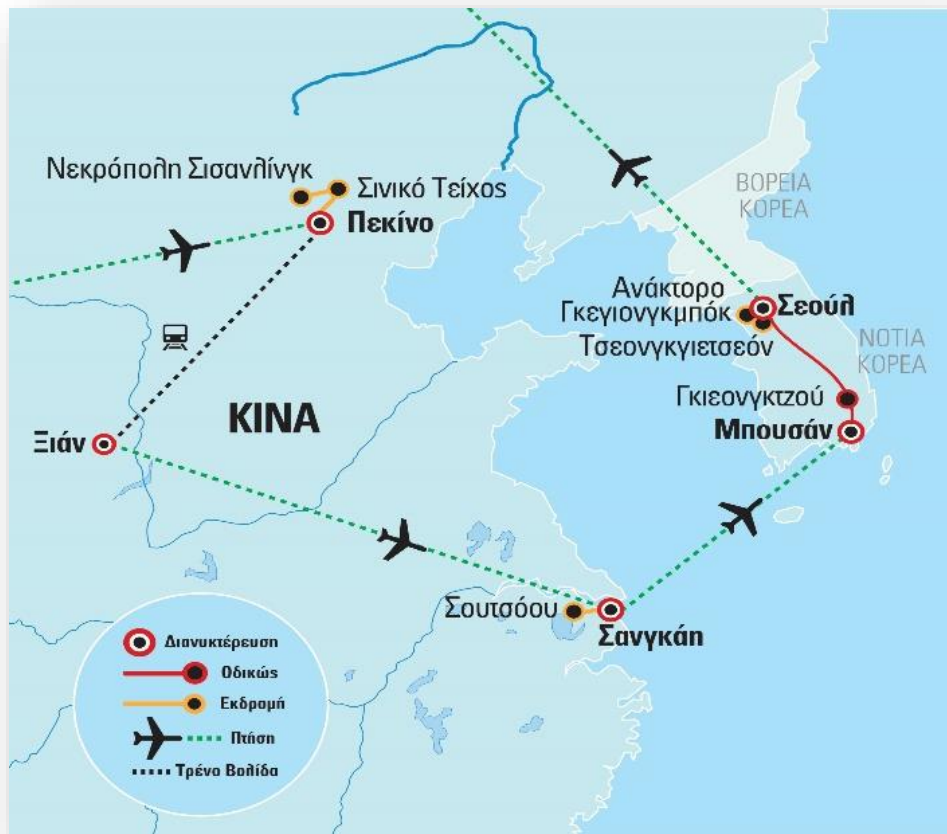 Νεκρόπολη Σισανλίνγκ
Σινικό Τείχος
Πεκίνο
ΒΟΡΕΙΑ
ΚΟΡΕΑ
Ανάκτορο
Γκεγιονγκμπόκ
Σεούλ
Τσεονγκγιετσεόν
ΝΟΤΙΑ
ΚΟΡΕΑ
Γκιεονγκτζού
Μπουσάν
ΚΙΝΑ
Ξιάν
Σουτσόου
Σανγκάη
Διανυκτέρευση
Οδικώς
Εκδρομή
Πτήση
Τρένο Βολίδα